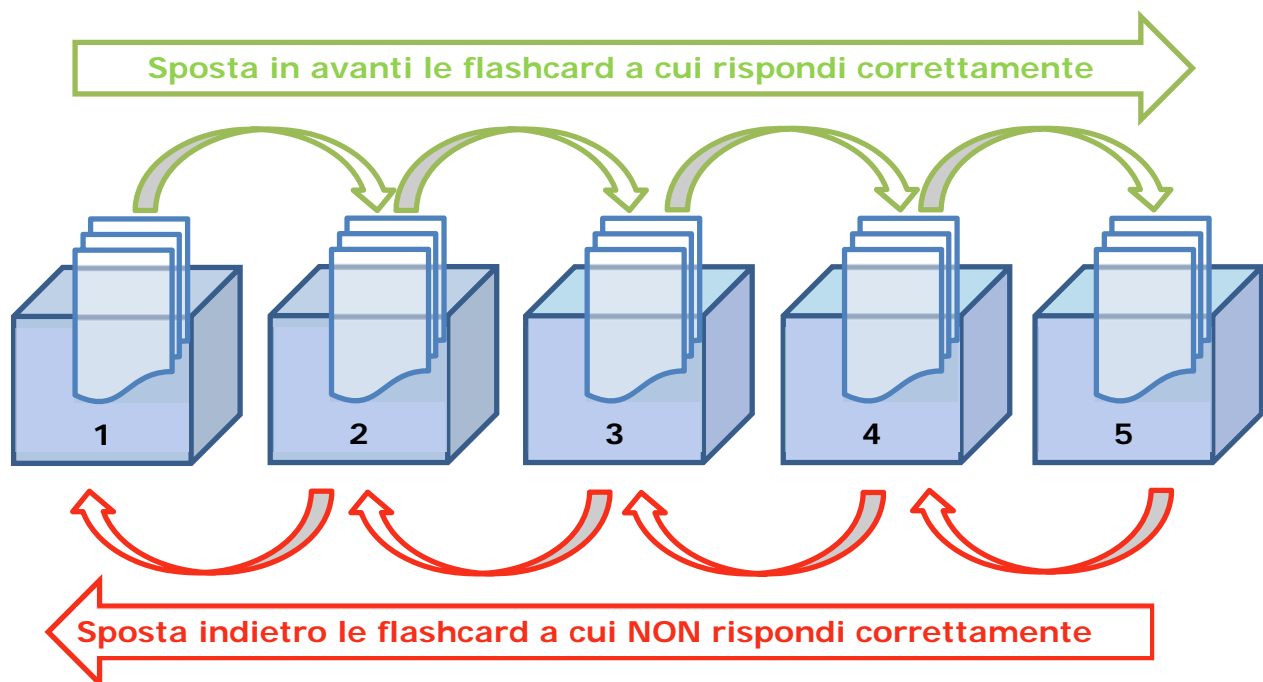 Sposta in avanti le flashcard a cui rispondi correttamente
1 2 3 4 5
Sposta indietro le flashcard a cui NON rispondi correttamente